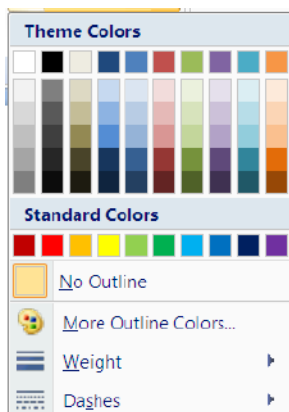 Theme Colors
Standard Colors
No Outline
More Outline Colors...
Weight
Dashes